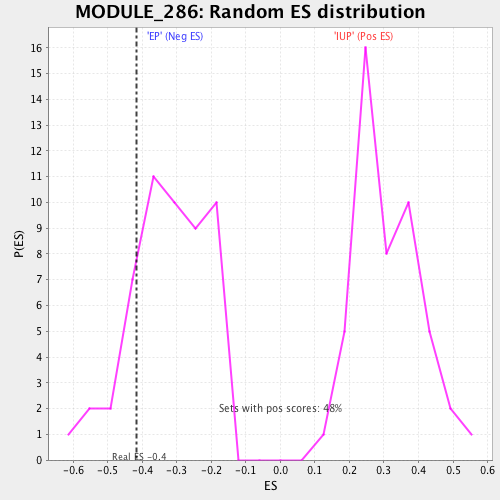 MODULE_286: Random ES distribution
'EP' (Neg ES)
'IUP' (Pos ES)
16
15
14
13
12
11
10
9
8
7
6
5
4
3
2
1
0
P(ES)
Sets with pos scores: 48%
Real ES -0.4
-0.6 -0.5 -0.4 -0.3 -0.2 -0.1 0.0 0.1 0.2 0.3 0.4 0.5 0.6
ES